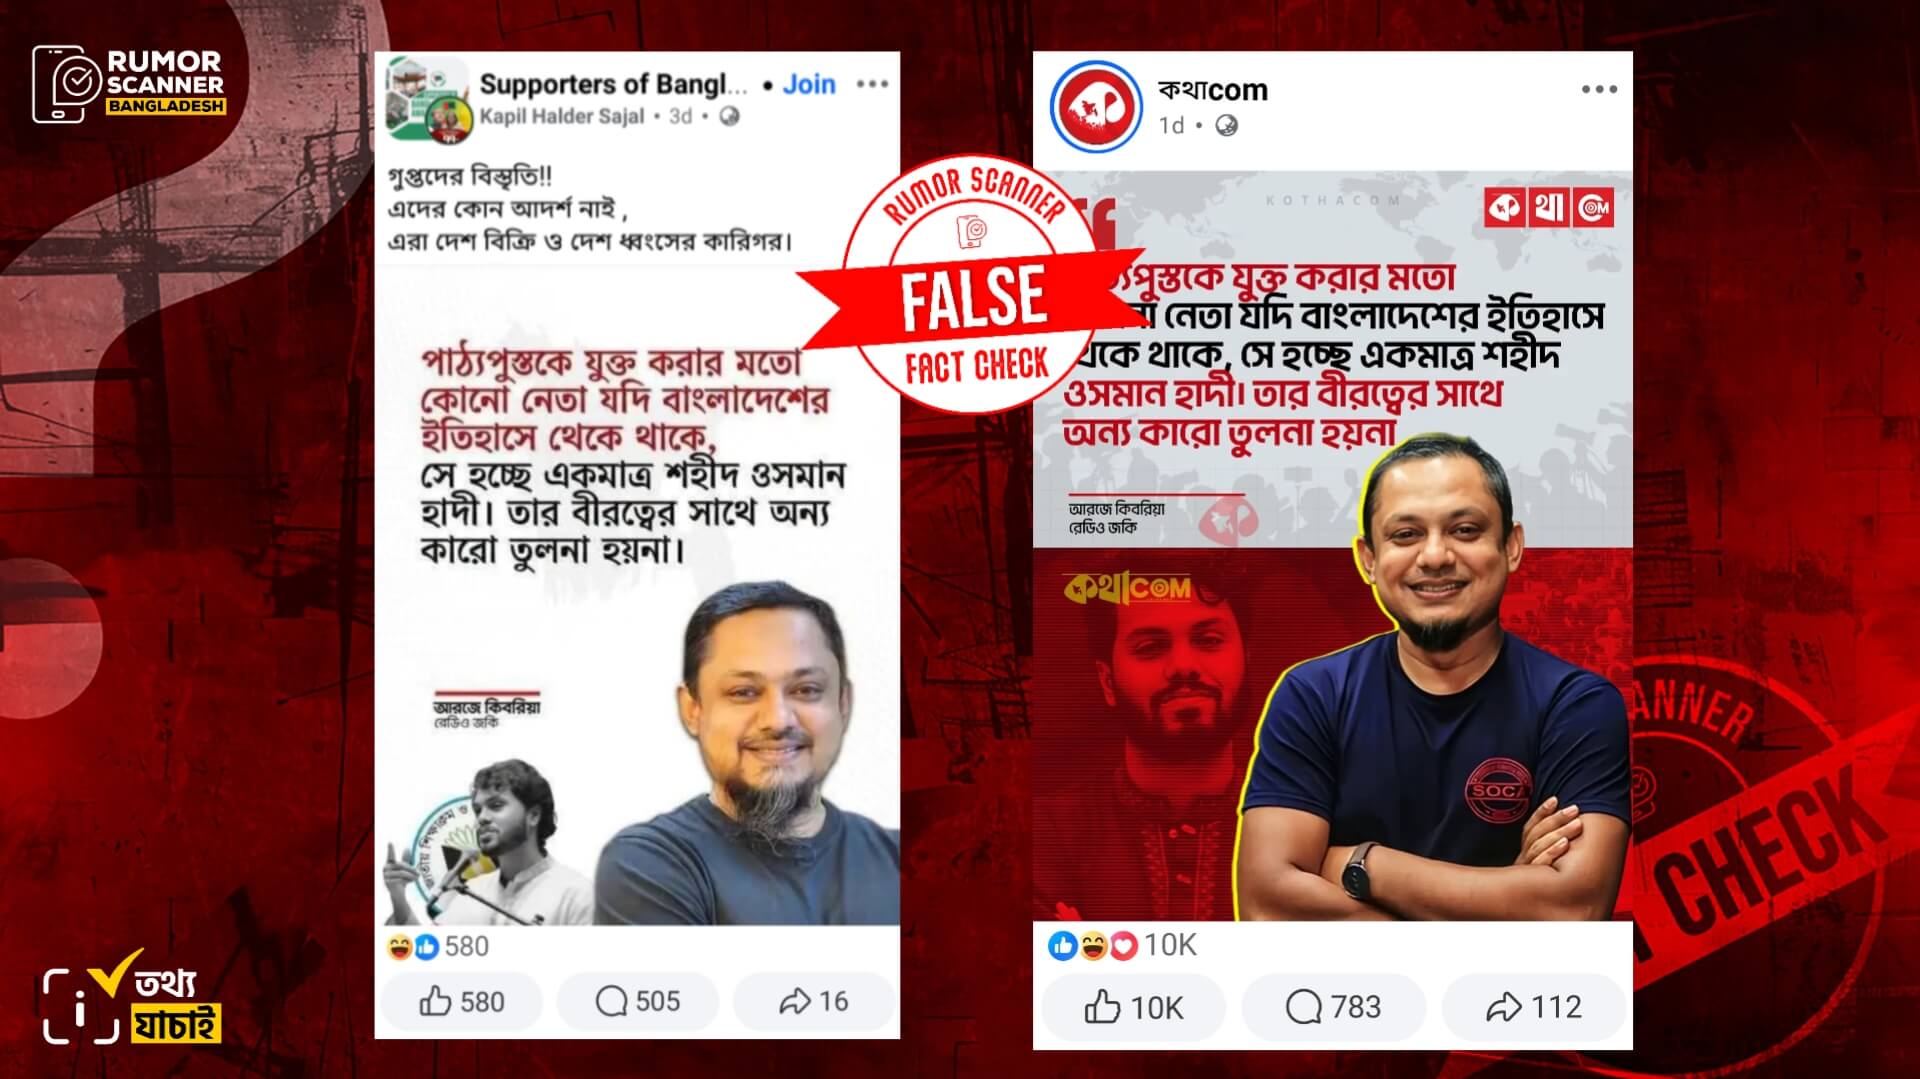 RUMOR
SCANNER
BANGLADESH
Supporters of Bangl... • Join
Kapil Halder Sajal • 3d •
গুপ্তদের বিস্তৃতি!!
এদের কোন আদর্শ নাই ,
এরা দেশ বিক্রি ও দেশ ধ্বংসের কারিগর।
পাঠ্যপুস্তকে যুক্ত করার মতো
কোনো নেতা যদি বাংলাদেশের
ইতিহাসে থেকে থাকে,
সে হচ্ছে একমাত্র শহীদ ওসমান
হাদী। তার বীরত্বের সাথে অন্য
কারো তুলনা হয়না।
আরজে কিবরিয়া
রেডিও জকি
জাতীয় শিক্ষাক্রম ও
580
580
505
16
RUMOR SCANNER
FALSE
FACT CHECK
কথাcom
1d •
KOTHACOM
কথা COM
যুক্ত করার মতো
নেতা যদি বাংলাদেশের ইতিহাসে
থাকে, সে হচ্ছে একমাত্র শহীদ
ওসমান হাদী। তার বীরত্বের সাথে
অন্য কারো তুলনা হয়না
আরজে কিবরিয়া
রেডিও জকি
কথাCOM
10K
10K
783
112
CHECK
তথ্য
যাচাই